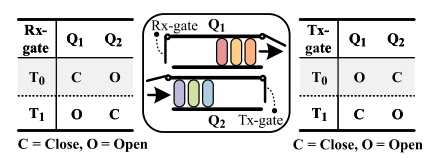 Rx-gate Q1 Q2
T0 C O
T1 O C
C = Close, O = Open
Rx-gate Q1
Q2 Tx-gate
Tx-gate Q1 Q2
T0 O C
T1 C O
C = Close, O = Open